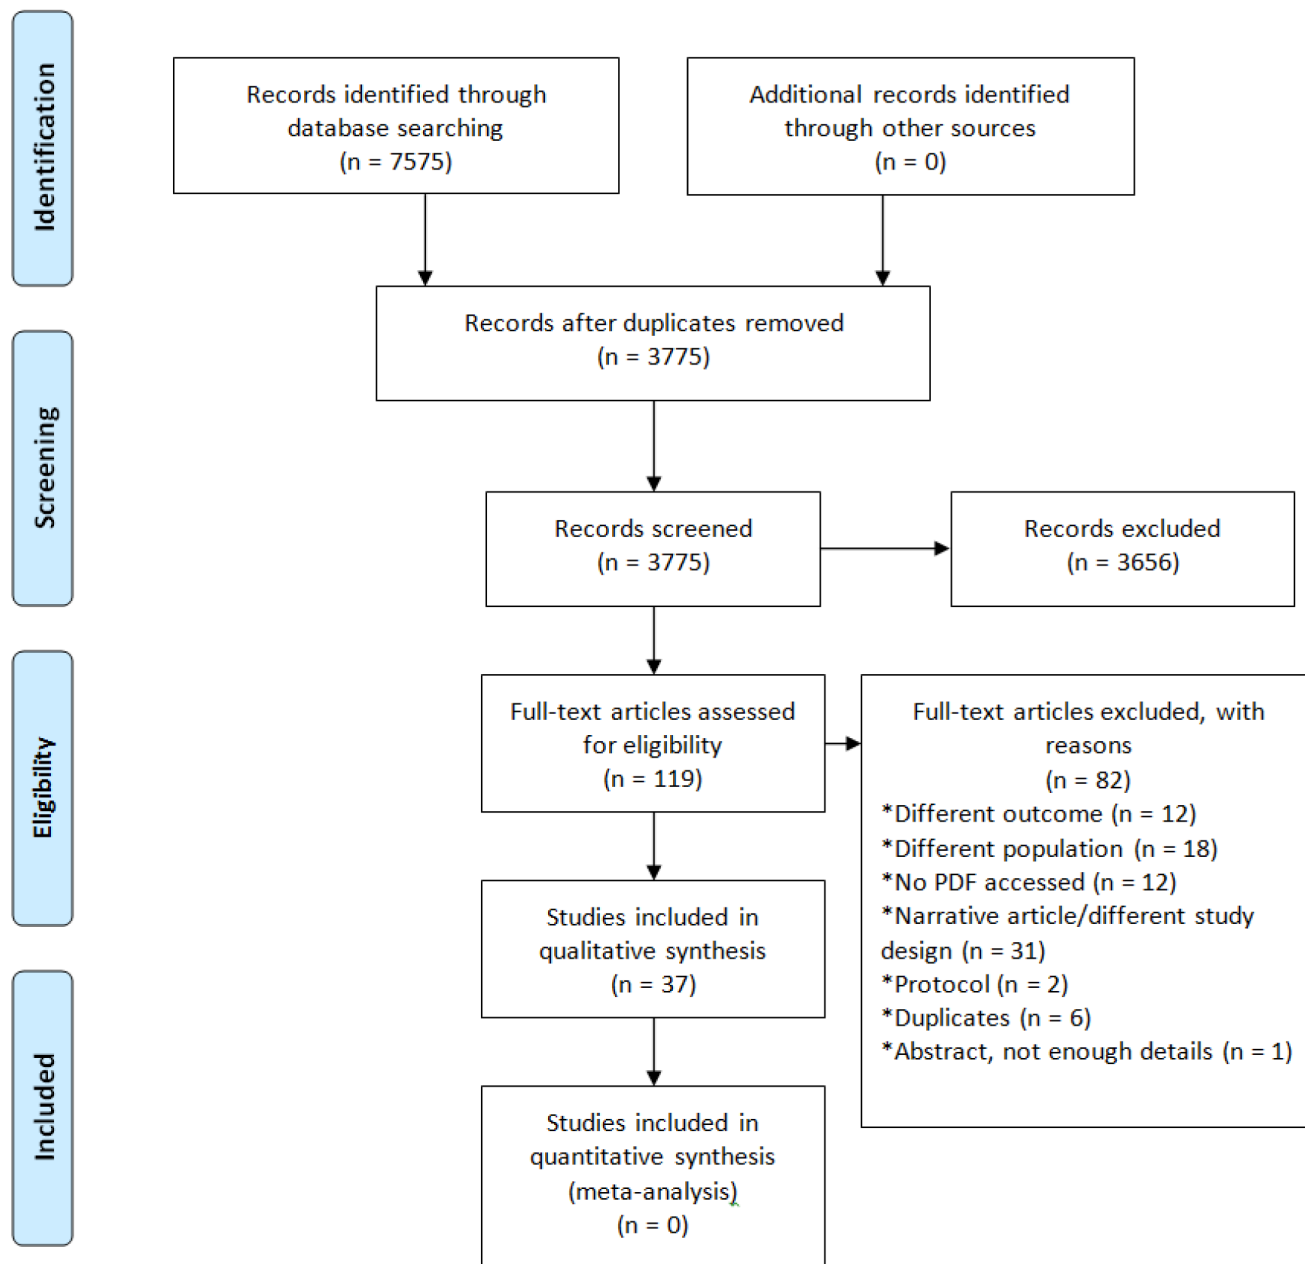 Identification
Records identified through
database searching
(n = 7575)
Additional records identified
through other sources
(n = 0)
Records after duplicates removed
(n = 3775)
Screening
Records screened
(n = 3775)
Records excluded
(n = 3656)
Eligibility
Full-text articles assessed
for eligibility
(n = 119)
Full-text articles excluded, with
reasons
(n = 82)
*Different outcome (n = 12)
*Different population (n = 18)
*No PDF accessed (n = 12)
*Narrative article/different study
design (n = 31)
*Protocol (n = 2)
*Duplicates (n = 6)
*Abstract, not enough details (n = 1)
Studies included in
qualitative synthesis
(n = 37)
Included
Studies included in
quantitative synthesis
(meta-analysis)
(n = 0)